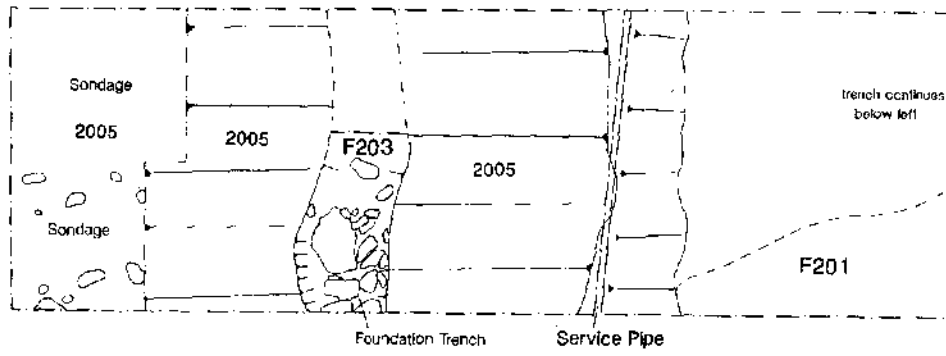 Sondage
2005
2005
F203
2005
trench continues
below left
Sondage
F201
Foundation Trench
Service Pipe